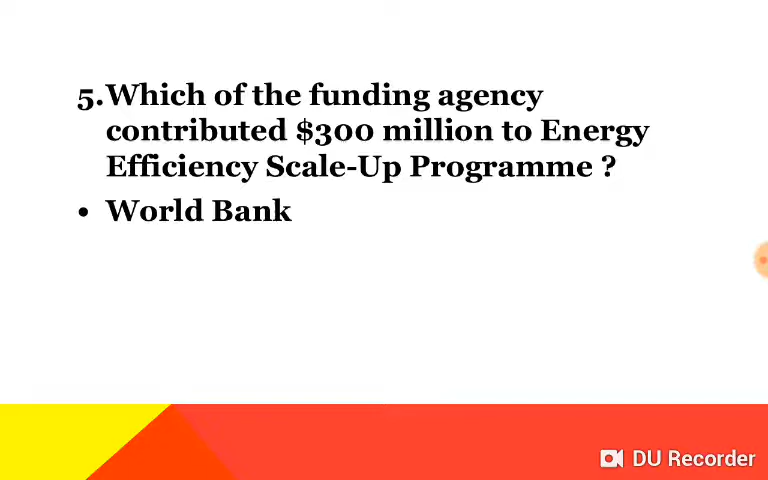 5.Which of the funding agency
contributed $300 million to Energy
Efficiency Scale-Up Programme ?
• World Bank
DU Recorder